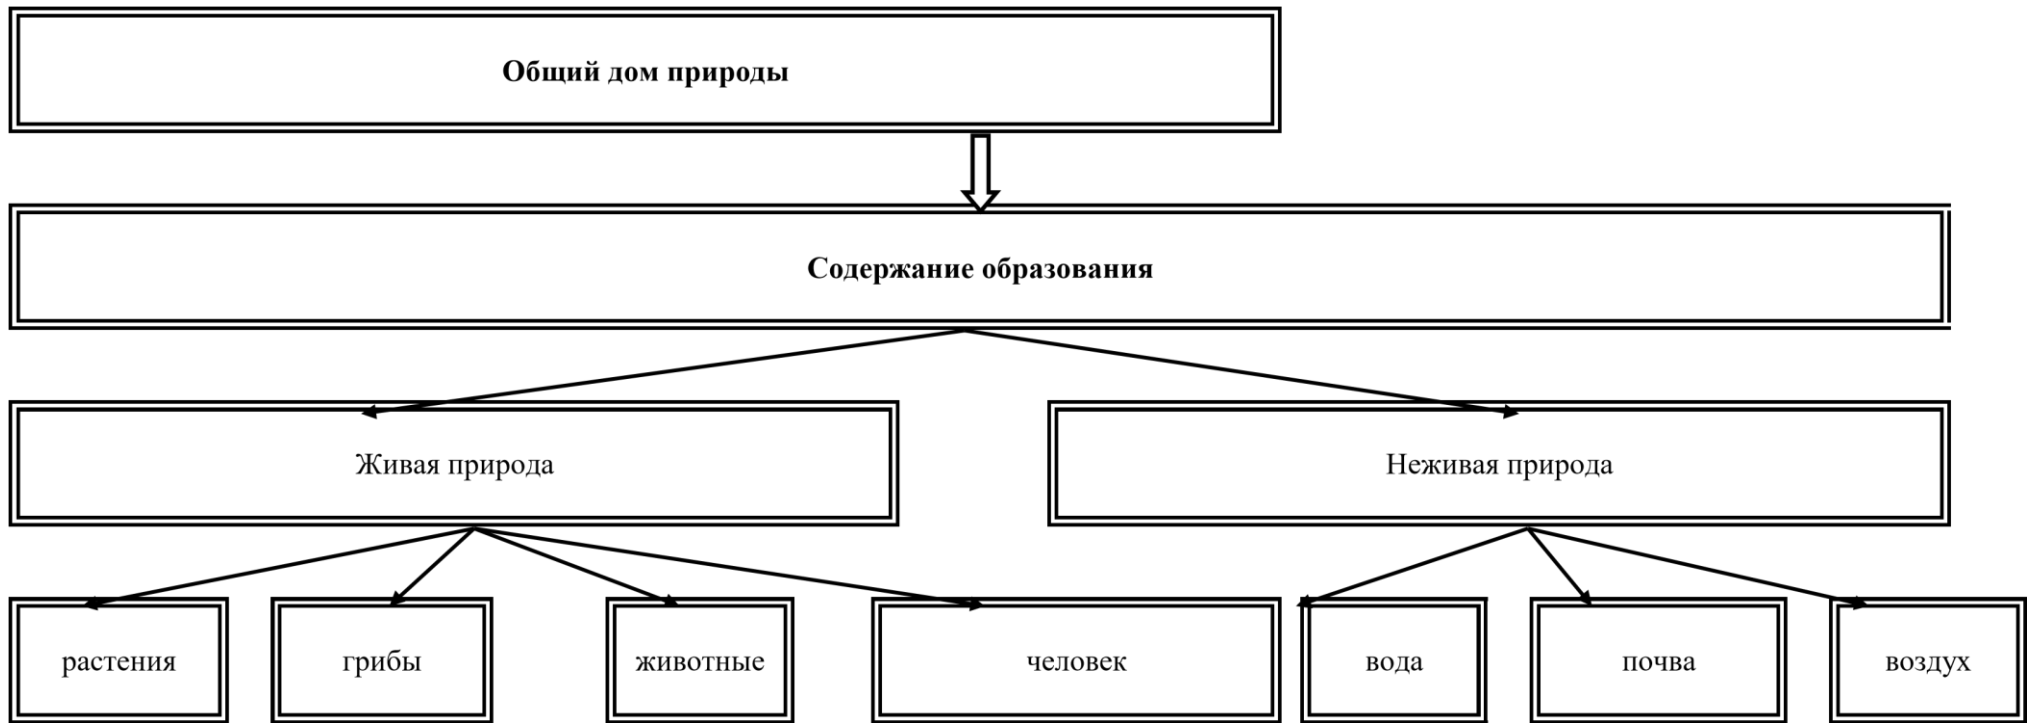 Общий дом природы
Содержание образования
Живая природа
Неживая природа
растения
грибы
животные
человек
вода
почва
воздух